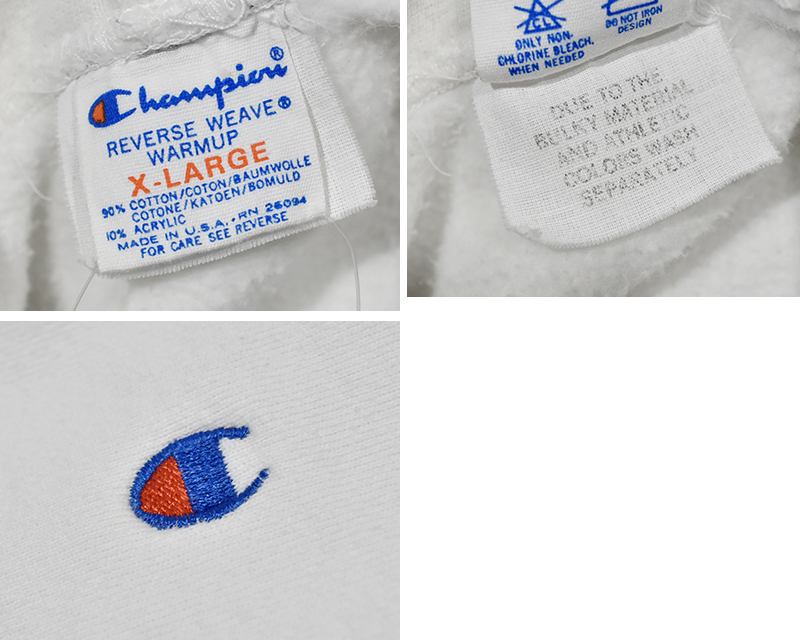 Champion®
REVERSE WEAVE®
WARMUP
X-LARGE
90% COTTON/COTON/BAUMWOLLE
COTONE/KATOEN/BOMULD
10% ACRYLIC
MADE IN U.S.A. RN 26094
FOR CARE SEE REVERSE
CL
ONLY NON-
CHLORINE BLEACH,
WHEN NEEDED
DO NOT IRON
DESIGN
DUE TO THE
BULKY MATERIAL
AND ATHLETIC
COLORS WASH
SEPARATELY